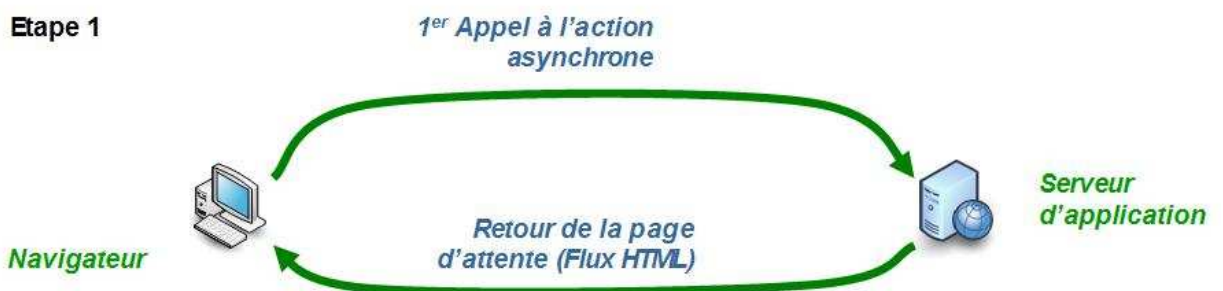 Etape 1
1er Appel à l'action
asynchrone
Serveur
d'application
Retour de la page
d'attente (Flux HTML)
Navigateur